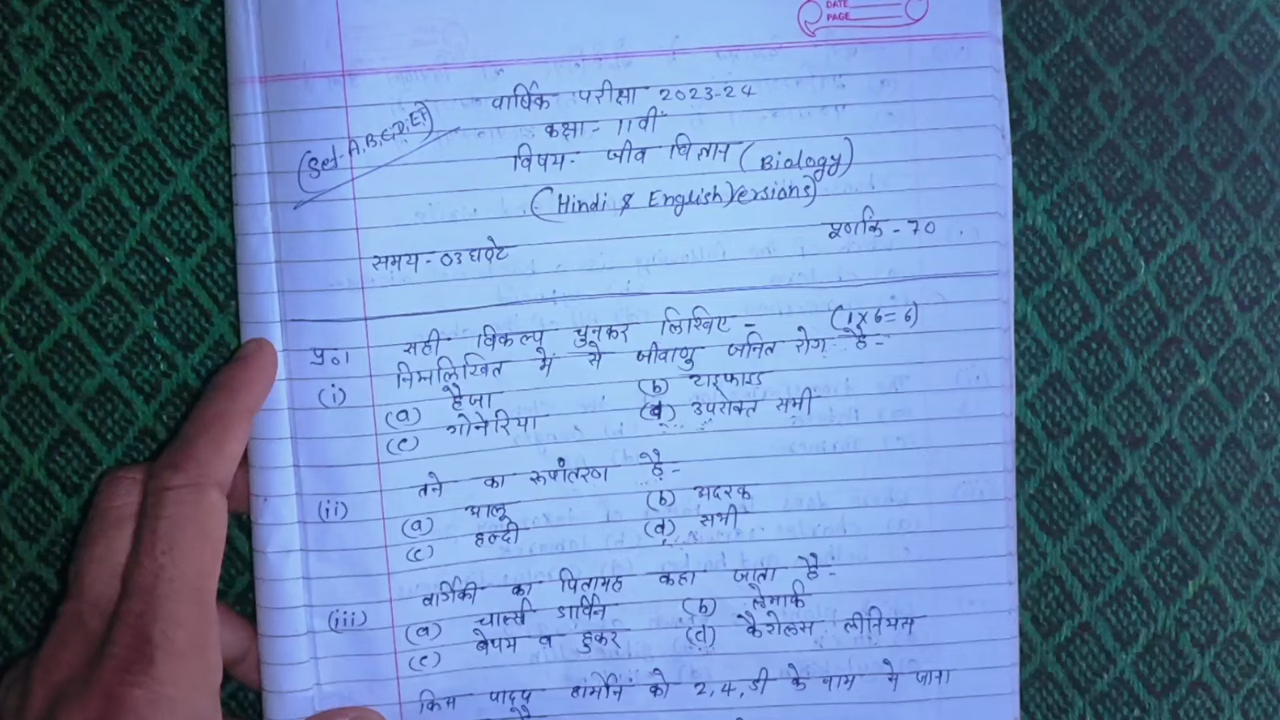 DATE
PAGE
वार्षिक परीक्षा 2023-24
(Set-A,B,C,D,E,F)
कक्षा - 11वीं
विषय- जीव विज्ञान (Biology)
(Hindi & English Versions)
समय-03 घण्टे पूर्णांक - 70
प्र०1 सही विकल्प चुनकर लिखिए - (1x6=6)
(i) निम्नलिखित में से जीवाणु जनित रोग है -
(a) हैजा (b) टाइफाइड
(c) गोनेरिया (d) उपरोक्त सभी
(ii) तने का रूपांतरण है -
(a) आलू (b) अदरक
(c) हल्दी (d) सभी
(iii) वर्गिकी का पितामह कहा जाता है -
(a) चार्ल्स डार्विन (b) लेमार्क
(c) बेंथम व हुकर (d) कैरोलस लीनियस
किस पादप हार्मोन को 2,4, डी के नाम से जाना